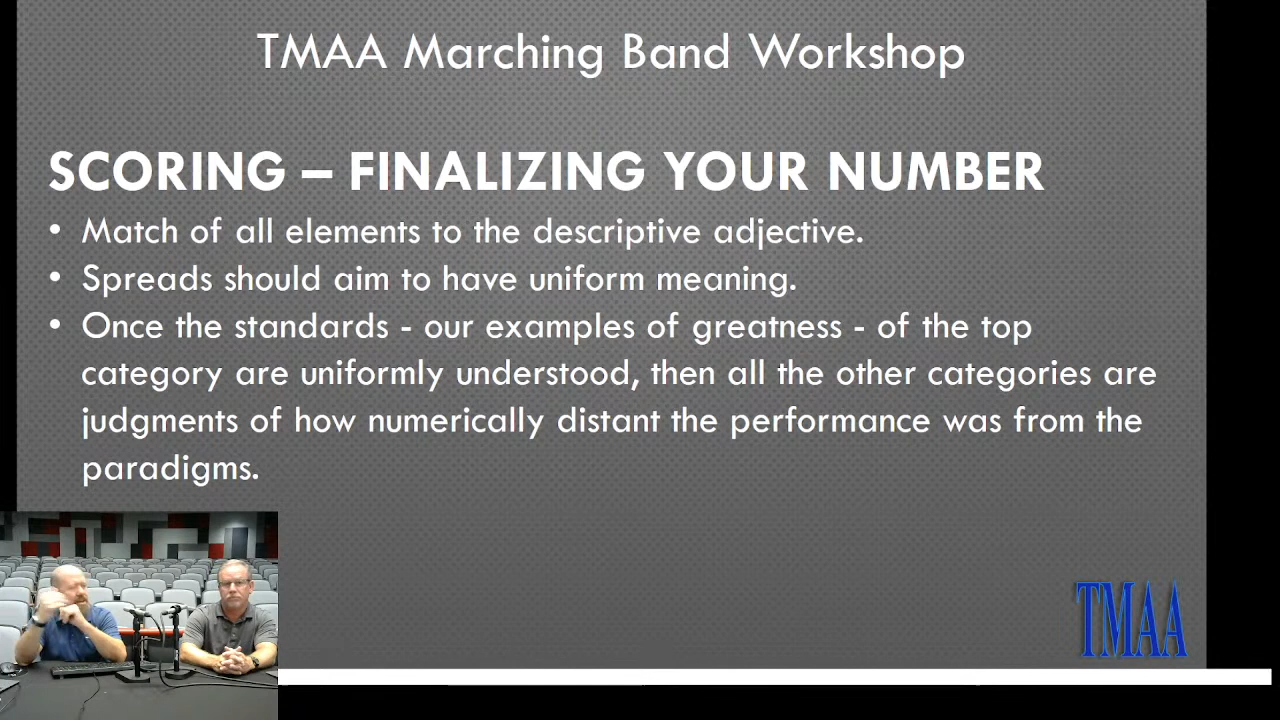 TMAA Marching Band Workshop
SCORING – FINALIZING YOUR NUMBER
• Match of all elements to the descriptive adjective.
• Spreads should aim to have uniform meaning.
• Once the standards - our examples of greatness - of the top
category are uniformly understood, then all the other categories are
judgments of how numerically distant the performance was from the
paradigms.
TMAA